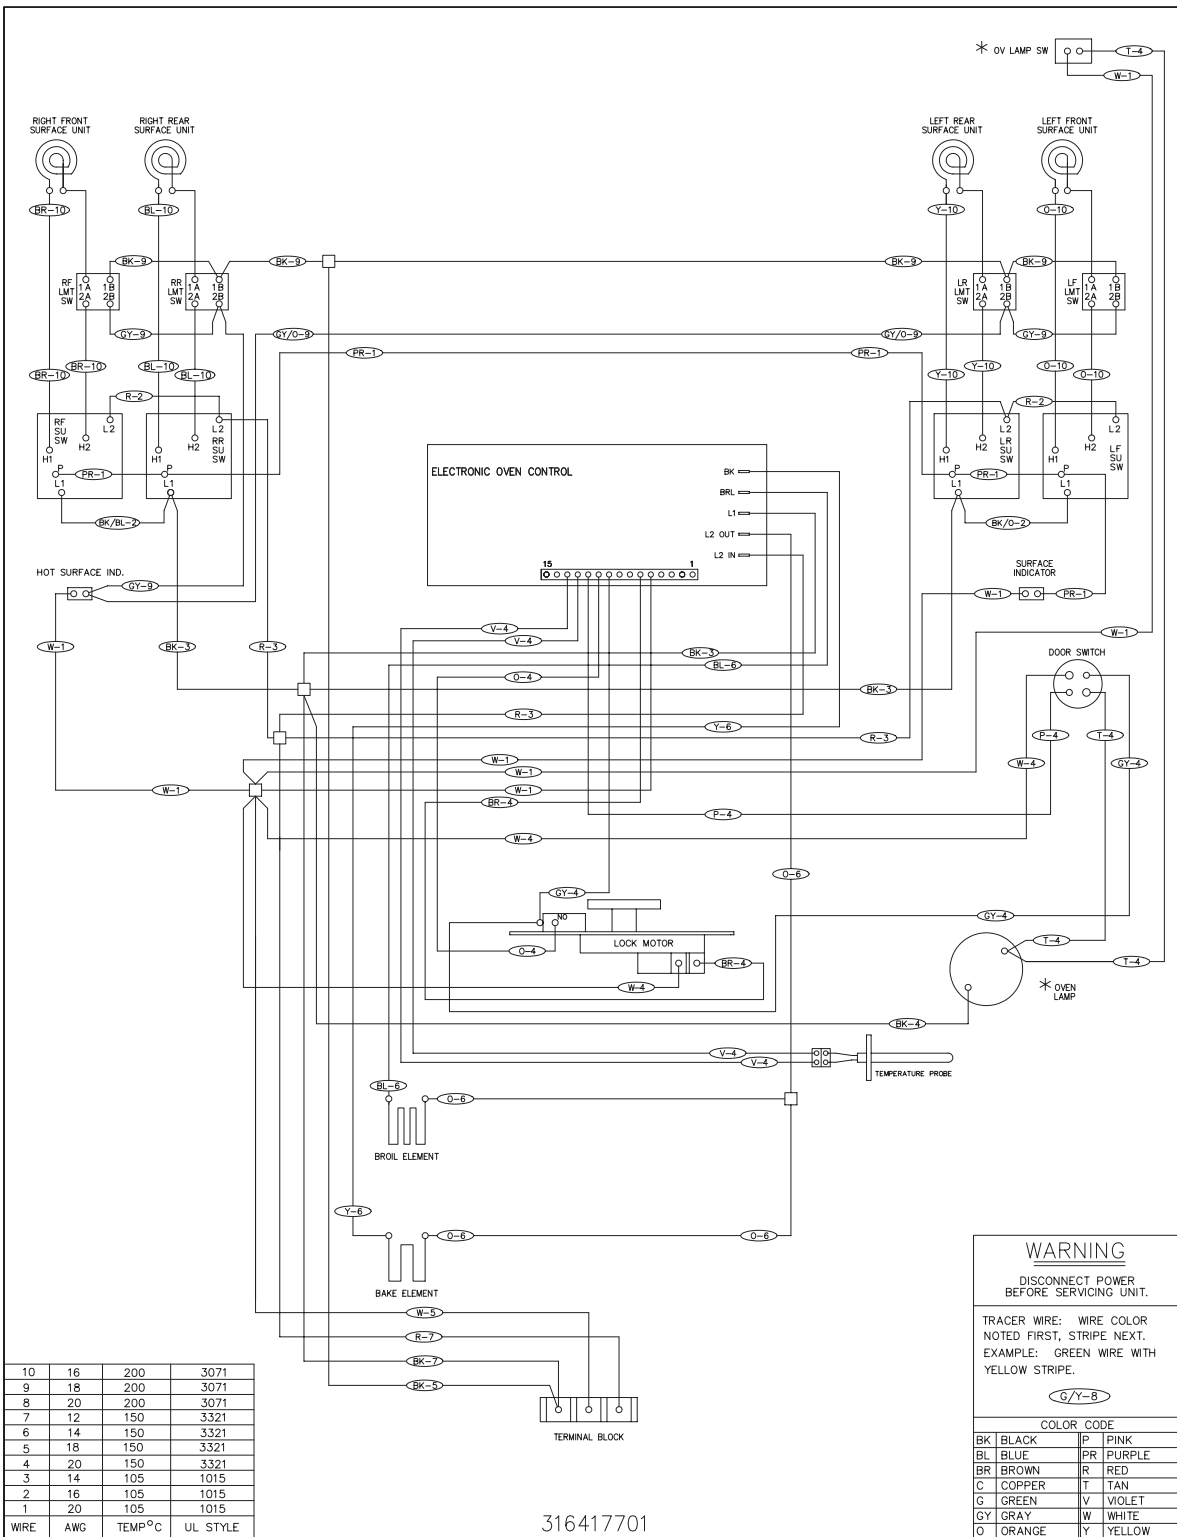 OV LAMP SW
T-4
W-1
RIGHT FRONT
SURFACE UNIT
RIGHT REAR
SURFACE UNIT
LEFT REAR
SURFACE UNIT
LEFT FRONT
SURFACE UNIT
BR-10
BL-10
Y-10
O-10
BK-9
BK-9
BK-9
BK-9
RF
LMT
SW
1A 1B
2A 2B
RR
LMT
SW
1A 1B
2A 2B
LR
LMT
SW
1A 1B
2A 2B
LF
LMT
SW
1A 1B
2A 2B
GY-9
GY/O-9
GY/O-9
GY-9
PR-1
PR-1
BR-10
BR-10
BL-10
BL-10
Y-10
Y-10
O-10
O-10
R-2
R-2
RF
SU
SW
L2
H1
H2
P
L1
PR-1
RR
SU
SW
L2
H1
H2
P
L1
LR
SU
SW
L2
H1
H2
P
L1
PR-1
LF
SU
SW
L2
H1
H2
P
L1
BK/BL-2
BK/O-2
ELECTRONIC OVEN CONTROL
BK
BRL
L1
L2 OUT
L2 IN
15
1
HOT SURFACE IND.
GY-9
SURFACE
INDICATOR
W-1
PR-1
V-4
V-4
W-1
W-1
BK-3
R-3
BK-3
BL-6
DOOR SWITCH
O-4
BK-3
R-3
Y-6
R-3
P-4
T-4
W-1
W-4
GY-4
W-1
W-1
W-1
BR-4
P-4
W-4
O-6
GY-4
NO
GY-4
LOCK MOTOR
O-4
BR-4
T-4
T-4
W-4
OVEN
LAMP
BK-4
V-4
V-4
TEMPERATURE PROBE
BL-6
O-6
BROIL ELEMENT
Y-6
O-6
O-6
BAKE ELEMENT
W-5
R-7
BK-7
BK-5
TERMINAL BLOCK
WARNING
DISCONNECT POWER
BEFORE SERVICING UNIT.
TRACER WIRE: WIRE COLOR
NOTED FIRST, STRIPE NEXT.
EXAMPLE: GREEN WIRE WITH
YELLOW STRIPE.
G/Y-8
COLOR CODE
BK BLACK P PINK
BL BLUE PR PURPLE
BR BROWN R RED
C COPPER T TAN
G GREEN V VIOLET
GY GRAY W WHITE
O ORANGE Y YELLOW
10 16 200 3071
9 18 200 3071
8 20 200 3071
7 12 150 3321
6 14 150 3321
5 18 150 3321
4 20 150 3321
3 14 105 1015
2 16 105 1015
1 20 105 1015
WIRE AWG TEMP°C UL STYLE
316417701